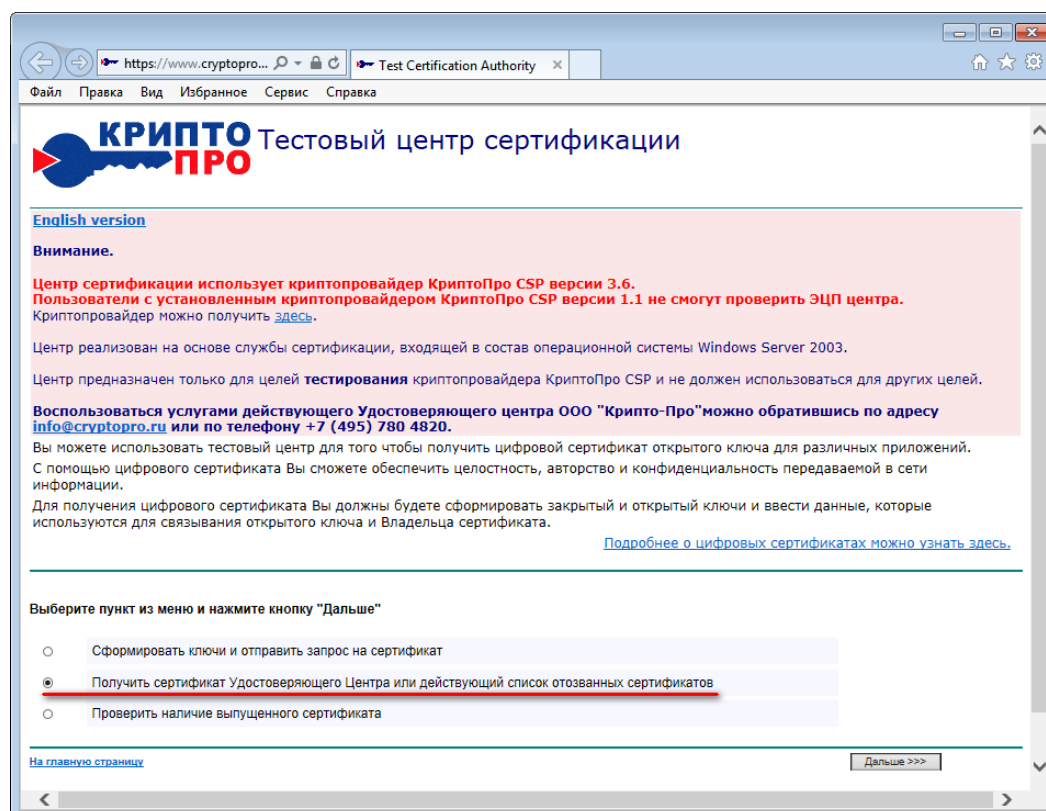 https://www.cryptopro...
Test Certification Authority
Файл Правка Вид Избранное Сервис Справка
КРИПТО
ПРО
Тестовый центр сертификации
English version
Внимание.
Центр сертификации использует криптопровайдер КриптоПро CSP версии 3.6.
Пользователи с установленным криптопровайдером КриптоПро CSP версии 1.1 не смогут проверить ЭЦП центра.
Криптопровайдер можно получить здесь.
Центр реализован на основе службы сертификации, входящей в состав операционной системы Windows Server 2003.
Центр предназначен только для целей тестирования криптопровайдера КриптоПро CSP и не должен использоваться для других целей.
Воспользоваться услугами действующего Удостоверяющего центра ООО "Крипто-Про"можно обратившись по адресу
info@cryptopro.ru или по телефону +7 (495) 780 4820.
Вы можете использовать тестовый центр для того чтобы получить цифровой сертификат открытого ключа для различных приложений.
С помощью цифрового сертификата Вы сможете обеспечить целостность, авторство и конфиденциальность передаваемой в сети
информации.
Для получения цифрового сертификата Вы должны будете сформировать закрытый и открытый ключи и ввести данные, которые
используются для связывания открытого ключа и Владельца сертификата.
Подробнее о цифровых сертификатах можно узнать здесь.
Выберите пункт из меню и нажмите кнопку "Дальше"
Сформировать ключи и отправить запрос на сертификат
Получить сертификат Удостоверяющего Центра или действующий список отозванных сертификатов
Проверить наличие выпущенного сертификата
На главную страницу
Дальше >>>